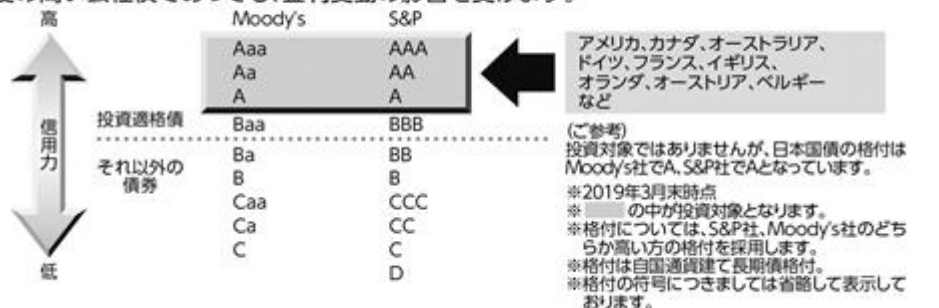 高
Moody's S&P
Aaa AAA
Aa AA
A A
アメリカ、カナダ、オーストラリア、
ドイツ、フランス、イギリス、
オランダ、オーストリア、ベルギー
など
信用力
投資適格債 Baa BBB
それ以外の
債券
Ba BB
B B
Caa CCC
Ca CC
C C
D
低
(ご参考)
投資対象ではありませんが、日本国債の格付は
Moody's社でA、S&P社でAとなっています。
※2019年3月末時点
※ の中が投資対象となります。
※格付については、S&P社、Moody's社のどち
らか高い方の格付を採用します。
※格付は自国通貨建て長期債格付。
※格付の符号につきましては省略して表示して
おります。